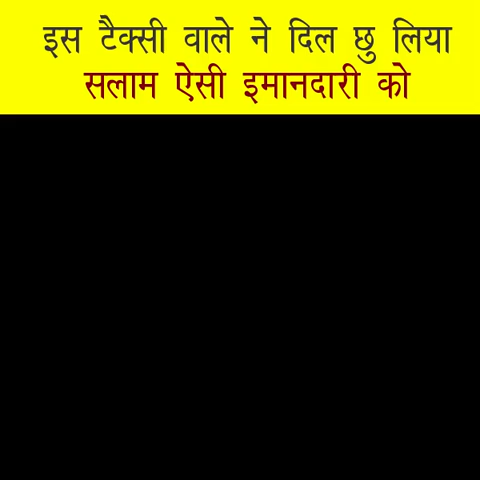 इस टैक्सी वाले ने दिल छु लिया
सलाम ऐसी इमानदारी को